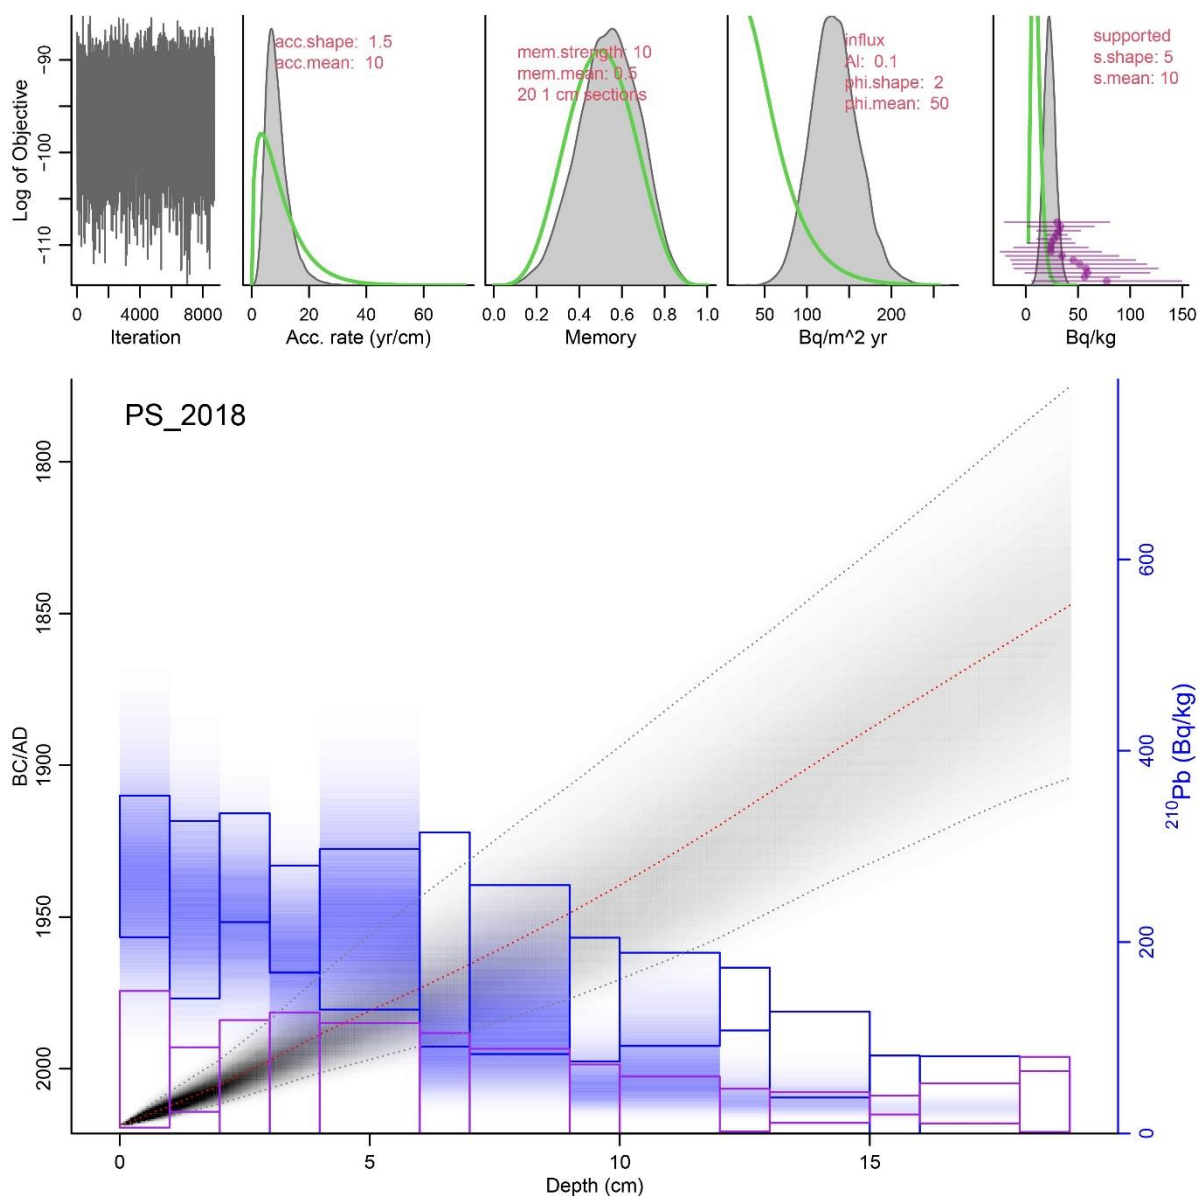 Log of Objective
−90
−100
−110
0
4000
8000
Iteration
acc.shape: 1.5
acc.mean: 10
0
20
40
60
Acc. rate (yr/cm)
mem.strength: 10
mem.mean: 0.5
20 1 cm sections
0.0
0.2
0.4
0.6
0.8
1.0
Memory
influx
Al: 0.1
phi.shape: 2
phi.mean: 50
50
100
200
Bq/m^2 yr
supported
s.shape: 5
s.mean: 10
0
50
100
150
Bq/kg
PS_2018
BC/AD
1800
1850
1900
1950
2000
0
5
10
15
Depth (cm)
0
200
400
600
²¹⁰Pb (Bq/kg)